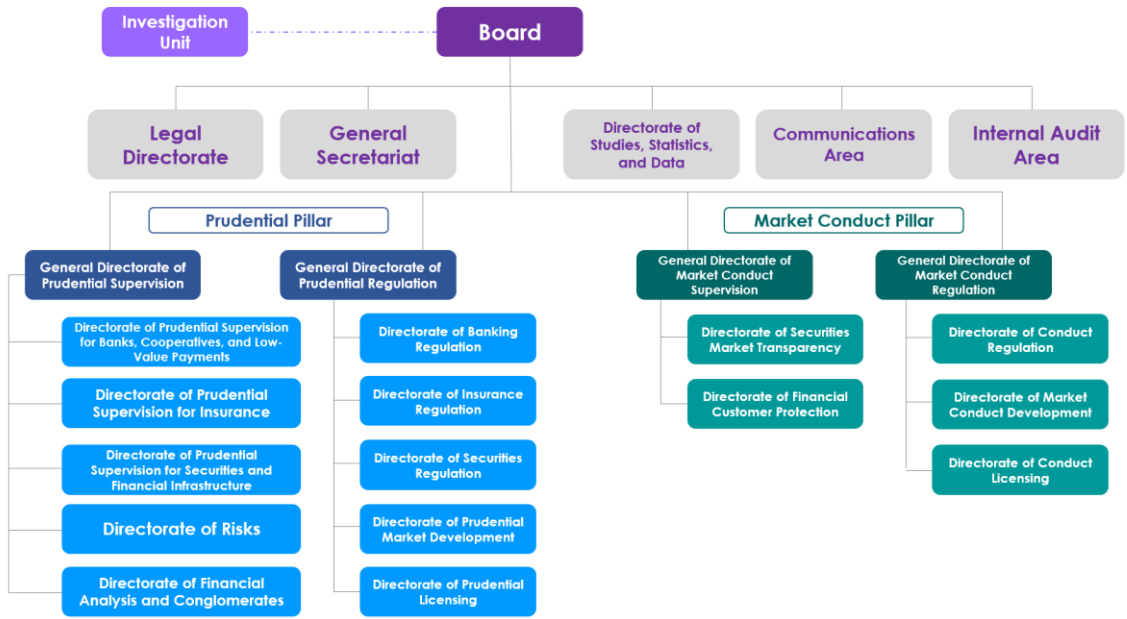 Investigation
Unit
Board
Legal
Directorate
General
Secretariat
Directorate of
Studies, Statistics,
and Data
Communications
Area
Internal Audit
Area
Prudential Pillar
Market Conduct Pillar
General Directorate of
Prudential Supervision
General Directorate of
Prudential Regulation
General Directorate of
Market Conduct
Supervision
General Directorate of
Market Conduct
Regulation
Directorate of Prudential Supervision
for Banks, Cooperatives, and Low-
Value Payments
Directorate of Prudential
Supervision for Insurance
Directorate of Prudential
Supervision for Securities and
Financial Infrastructure
Directorate of Risks
Directorate of Financial
Analysis and Conglomerates
Directorate of Banking
Regulation
Directorate of Insurance
Regulation
Directorate of Securities
Regulation
Directorate of Prudential
Market Development
Directorate of Prudential
Licensing
Directorate of Securities
Market Transparency
Directorate of Financial
Customer Protection
Directorate of Conduct
Regulation
Directorate of Market
Conduct Development
Directorate of Conduct
Licensing